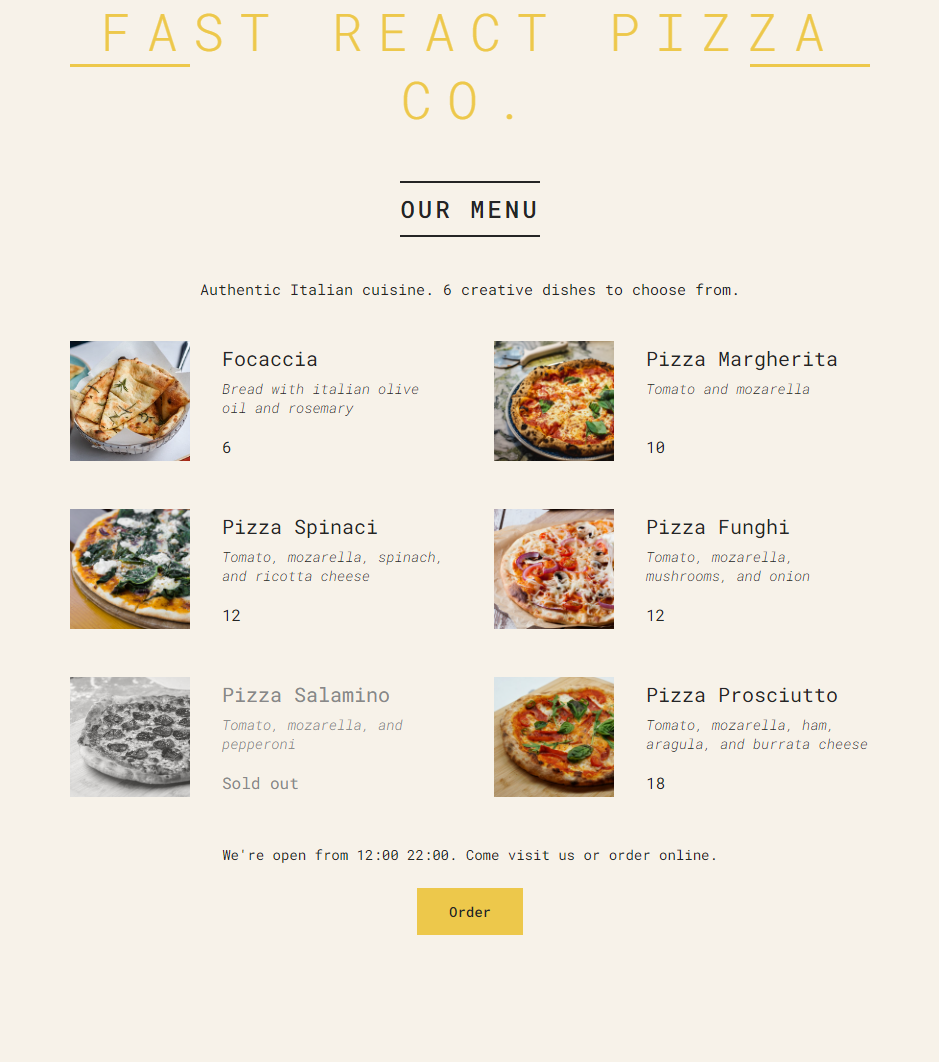 FAST REACT PIZZA
CO.
OUR MENU
Authentic Italian cuisine. 6 creative dishes to choose from.
Focaccia
Bread with italian olive
oil and rosemary
6
Pizza Margherita
Tomato and mozarella
10
Pizza Spinaci
Tomato, mozarella, spinach,
and ricotta cheese
12
Pizza Funghi
Tomato, mozarella,
mushrooms, and onion
12
Pizza Salamino
Tomato, mozarella, and
pepperoni
Sold out
Pizza Prosciutto
Tomato, mozarella, ham,
aragula, and burrata cheese
18
We're open from 12:00 22:00. Come visit us or order online.
Order